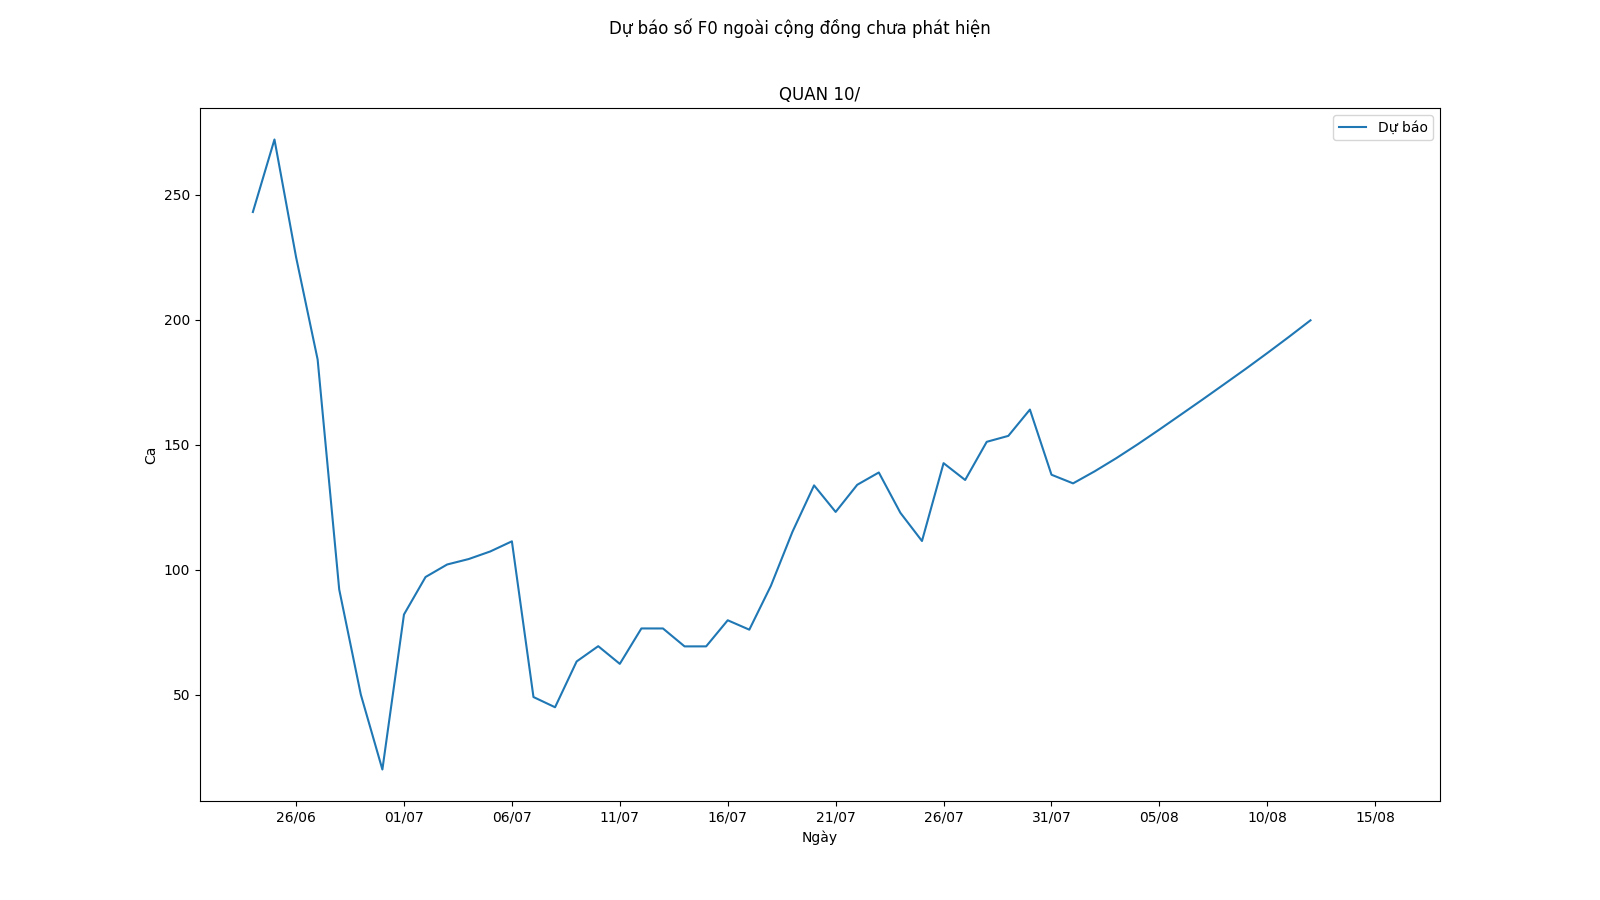 Dự báo số F0 ngoài cộng đồng chưa phát hiện
QUAN 10/
Dự báo
250
200
150
100
50
Ca
26/06 01/07 06/07 11/07 16/07 21/07 26/07 31/07 05/08 10/08 15/08
Ngày